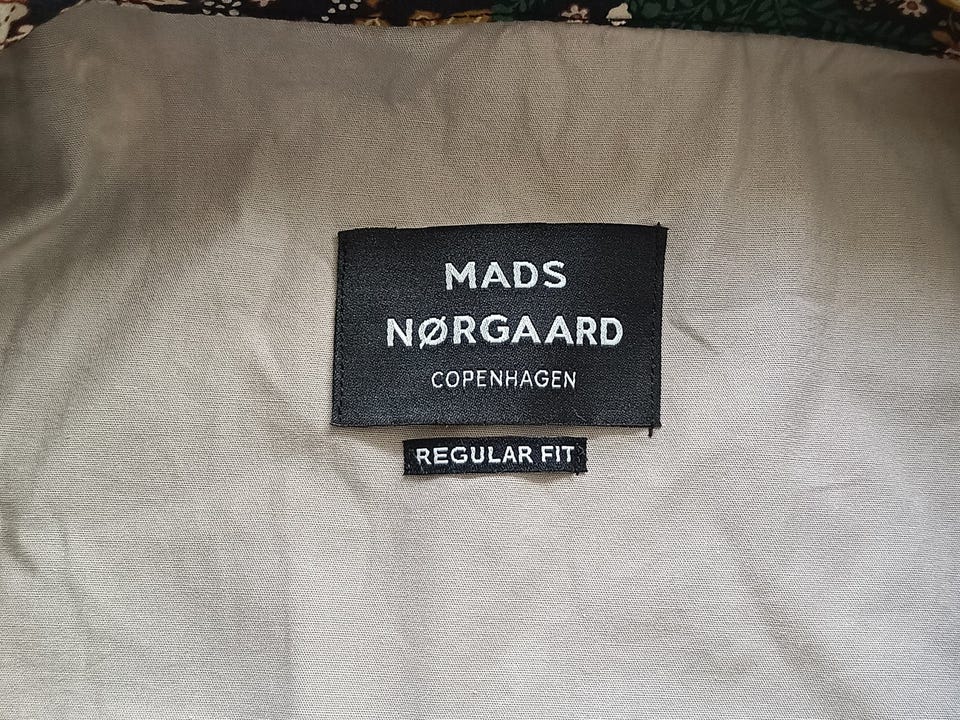 MADS
NØRGAARD
COPENHAGEN
REGULAR FIT